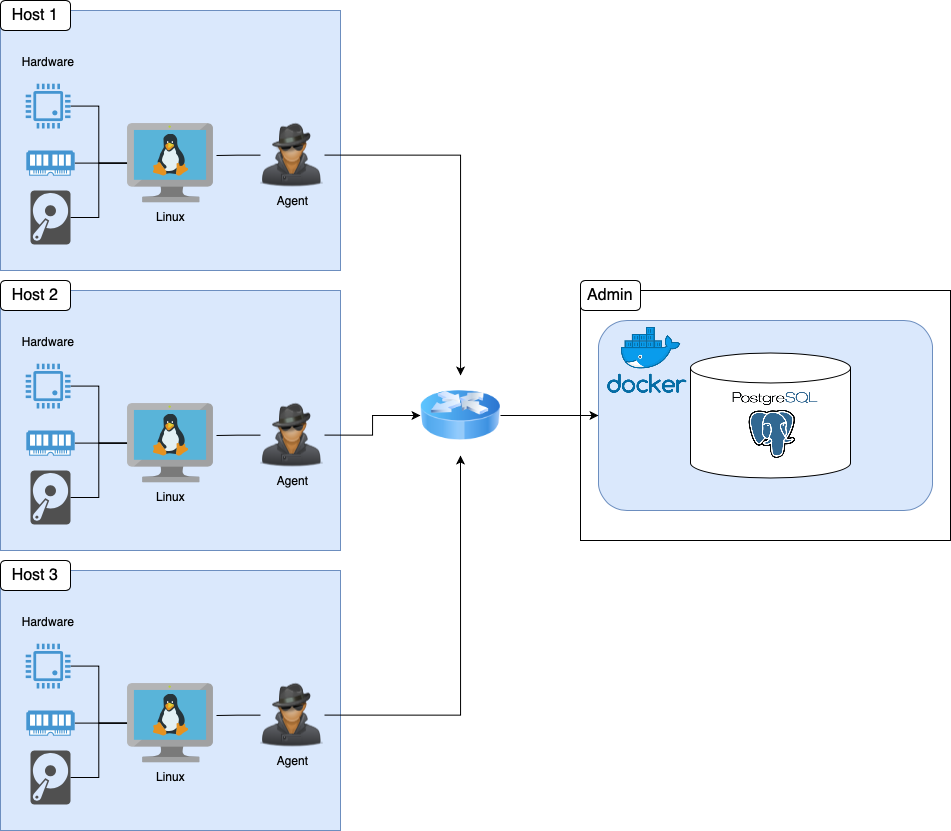 Host 1
Hardware
Linux
Agent
Host 2
Hardware
Linux
Agent
Admin
docker
PostgreSQL
Host 3
Hardware
Linux
Agent